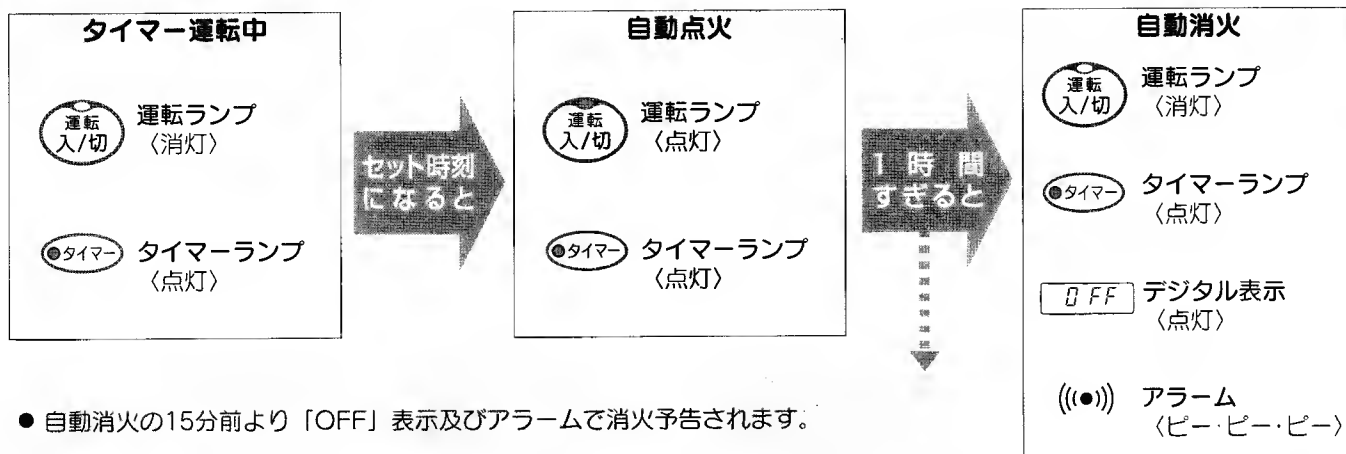 タイマー運転中
運転
入/切
運転ランプ
〈消灯〉
タイマー
タイマーランプ
〈点灯〉
セット時刻
になると
自動点火
運転
入/切
運転ランプ
〈点灯〉
タイマー
タイマーランプ
〈点灯〉
1時間
すぎると
自動消火
運転
入/切
運転ランプ
〈消灯〉
タイマー
タイマーランプ
〈点灯〉
OFF
デジタル表示
〈点灯〉
アラーム
〈ピー・ピー・ピー〉
● 自動消火の15分前より「OFF」表示及びアラームで消火予告されます。